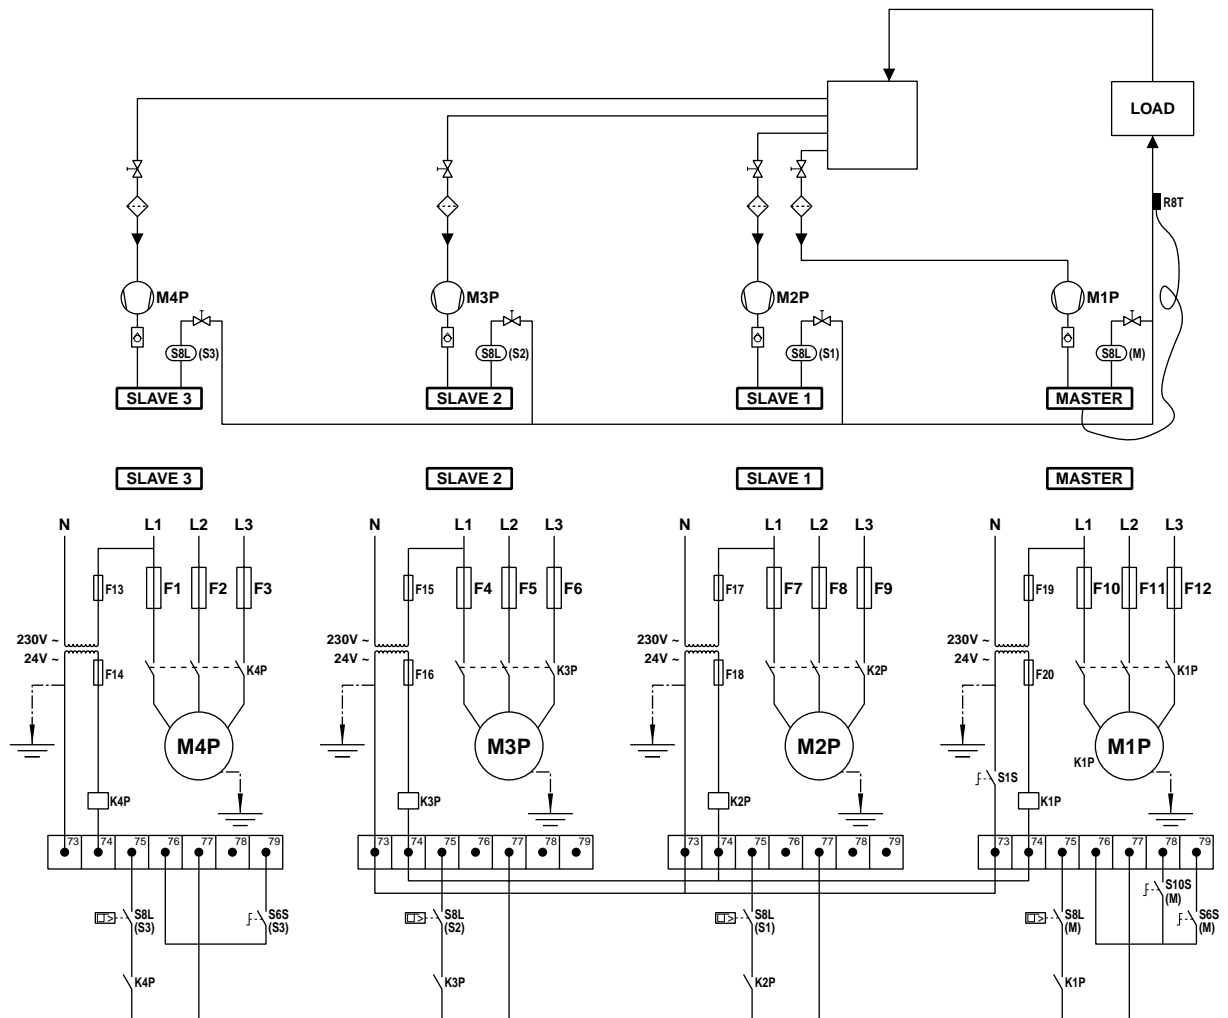 LOAD
R8T
M4P
M3P
M2P
M1P
S8L (S3)
S8L (S2)
S8L (S1)
S8L (M)
SLAVE 3
SLAVE 2
SLAVE 1
MASTER
SLAVE 3
SLAVE 2
SLAVE 1
MASTER
N L1 L2 L3
N L1 L2 L3
N L1 L2 L3
N L1 L2 L3
F13 F1 F2 F3
F15 F4 F5 F6
F17 F7 F8 F9
F19 F10 F11 F12
230V ~
230V ~
230V ~
230V ~
24V ~ F14 K4P
24V ~ F16 K3P
24V ~ F18 K2P
24V ~ F20 K1P
M4P
M3P
M2P
K1P M1P
S1S
K4P
K3P
K2P
K1P
73 74 75 76 77 78 79
73 74 75 76 77 78 79
73 74 75 76 77 78 79
73 74 75 76 77 78 79
S8L
(S3)
S6S
(S3)
S8L
(S2)
S8L
(S1)
S8L
(M)
S10S
(M)
S6S
(M)
K4P
K3P
K2P
K1P